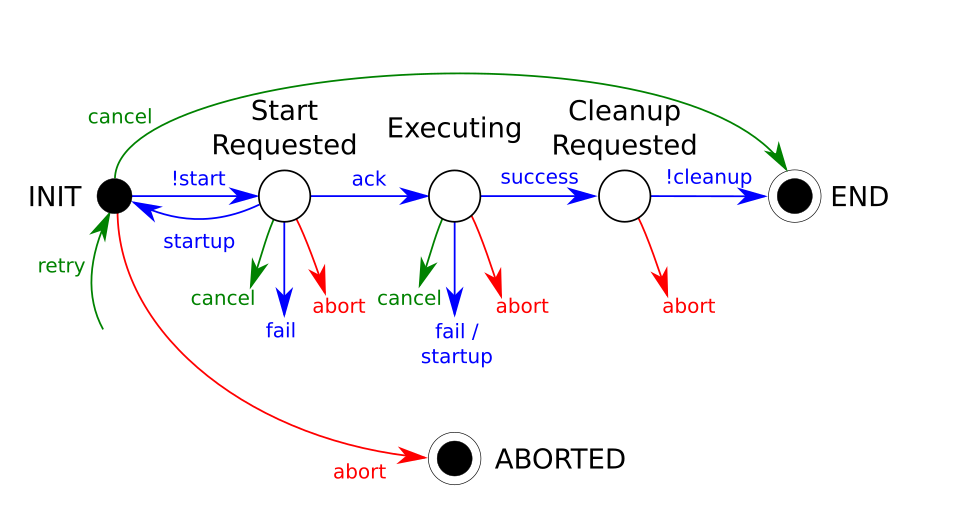 cancel
Start
Requested
Executing
Cleanup
Requested
INIT
!start
ack
success
!cleanup
END
startup
retry
cancel
abort
fail
cancel
abort
fail /
startup
abort
abort
ABORTED